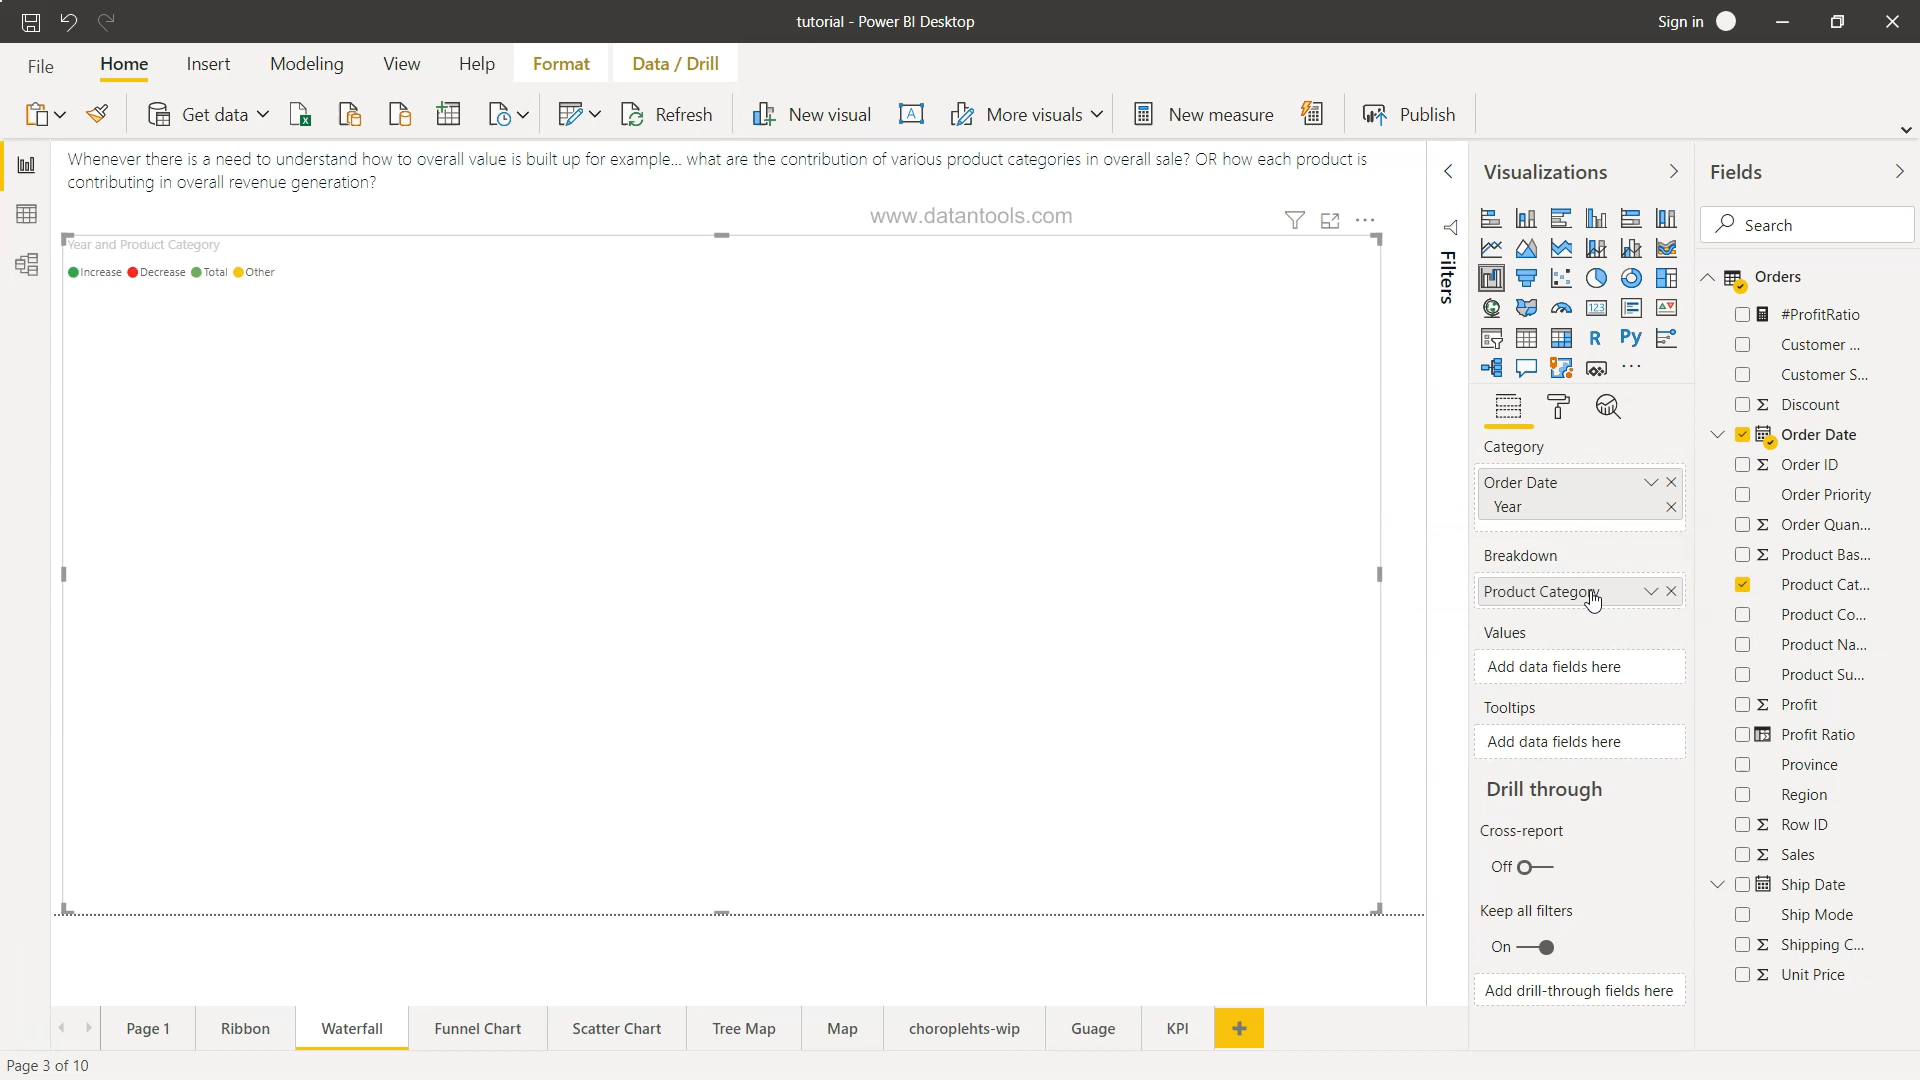 tutorial - Power BI Desktop
Sign in
File Home Insert Modeling View Help Format Data / Drill
Get data Refresh New visual A More visuals New measure Publish
Whenever there is a need to understand how to overall value is built up for example... what are the contribution of various product categories in overall sale? OR how each product is
contributing in overall revenue generation?
www.datantools.com
Year and Product Category
Increase Decrease Total Other
Filters
Visualizations
123
R Py
Category
Order Date
Year
Breakdown
Product Category
Values
Add data fields here
Tooltips
Add data fields here
Drill through
Cross-report
Off
Keep all filters
On
Add drill-through fields here
Fields
Search
Orders
#ProfitRatio
Customer ...
Customer S...
Σ Discount
Order Date
Σ Order ID
Order Priority
Σ Order Quan...
Σ Product Bas...
Product Cat...
Product Co...
Product Na...
Product Su...
Σ Profit
Profit Ratio
Province
Region
Σ Row ID
Σ Sales
Ship Date
Ship Mode
Σ Shipping C...
Σ Unit Price
Page 1 Ribbon Waterfall Funnel Chart Scatter Chart Tree Map Map choroplehts-wip Guage KPI +
Page 3 of 10